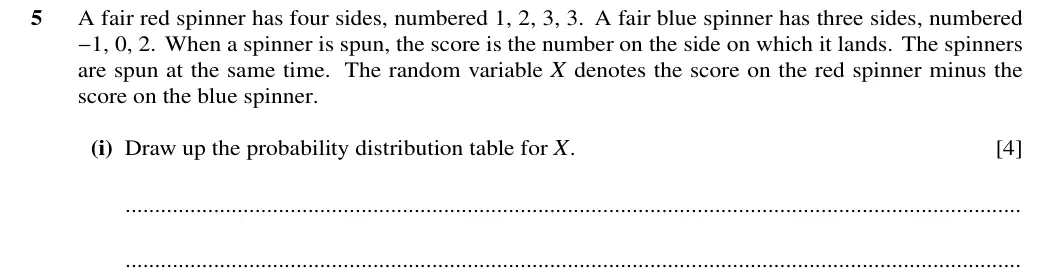 5 A fair red spinner has four sides, numbered 1, 2, 3, 3. A fair blue spinner has three sides, numbered
−1, 0, 2. When a spinner is spun, the score is the number on the side on which it lands. The spinners
are spun at the same time. The random variable X denotes the score on the red spinner minus the
score on the blue spinner.
(i) Draw up the probability distribution table for X. [4]